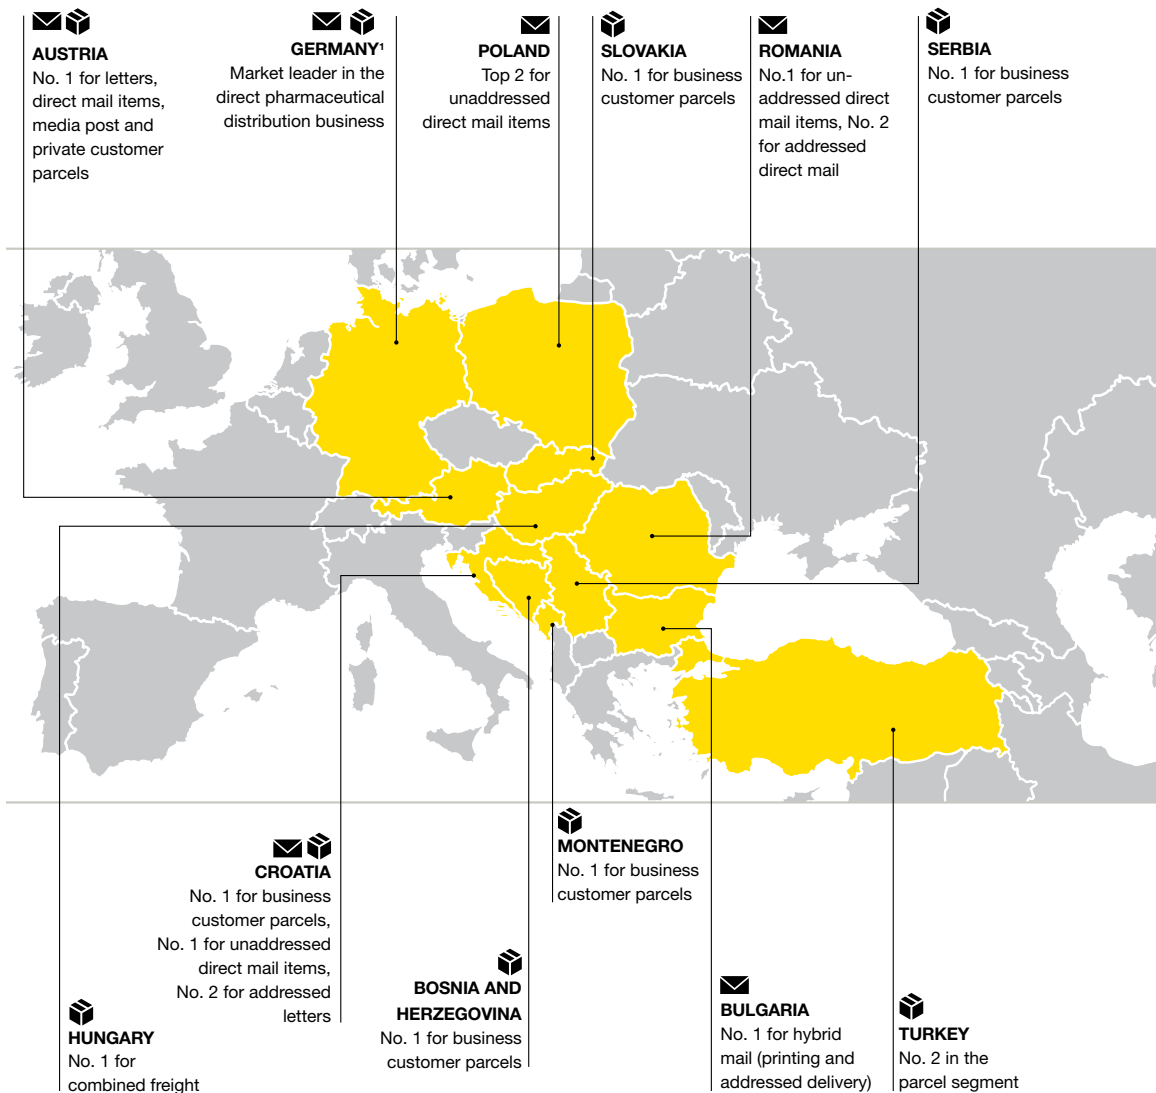 AUSTRIA
No. 1 for letters,
direct mail items,
media post and
private customer
parcels
GERMANY¹
Market leader in the
direct pharmaceutical
distribution business
POLAND
Top 2 for
unaddressed
direct mail items
SLOVAKIA
No. 1 for business
customer parcels
ROMANIA
No.1 for un-
addressed direct
mail items, No. 2
for addressed
direct mail
SERBIA
No. 1 for business
customer parcels
HUNGARY
No. 1 for
combined freight
CROATIA
No. 1 for business
customer parcels,
No. 1 for unaddressed
direct mail items,
No. 2 for addressed
letters
BOSNIA AND
HERZEGOVINA
No. 1 for business
customer parcels
MONTENEGRO
No. 1 for business
customer parcels
BULGARIA
No. 1 for hybrid
mail (printing and
addressed delivery)
TURKEY
No. 2 in the
parcel segment